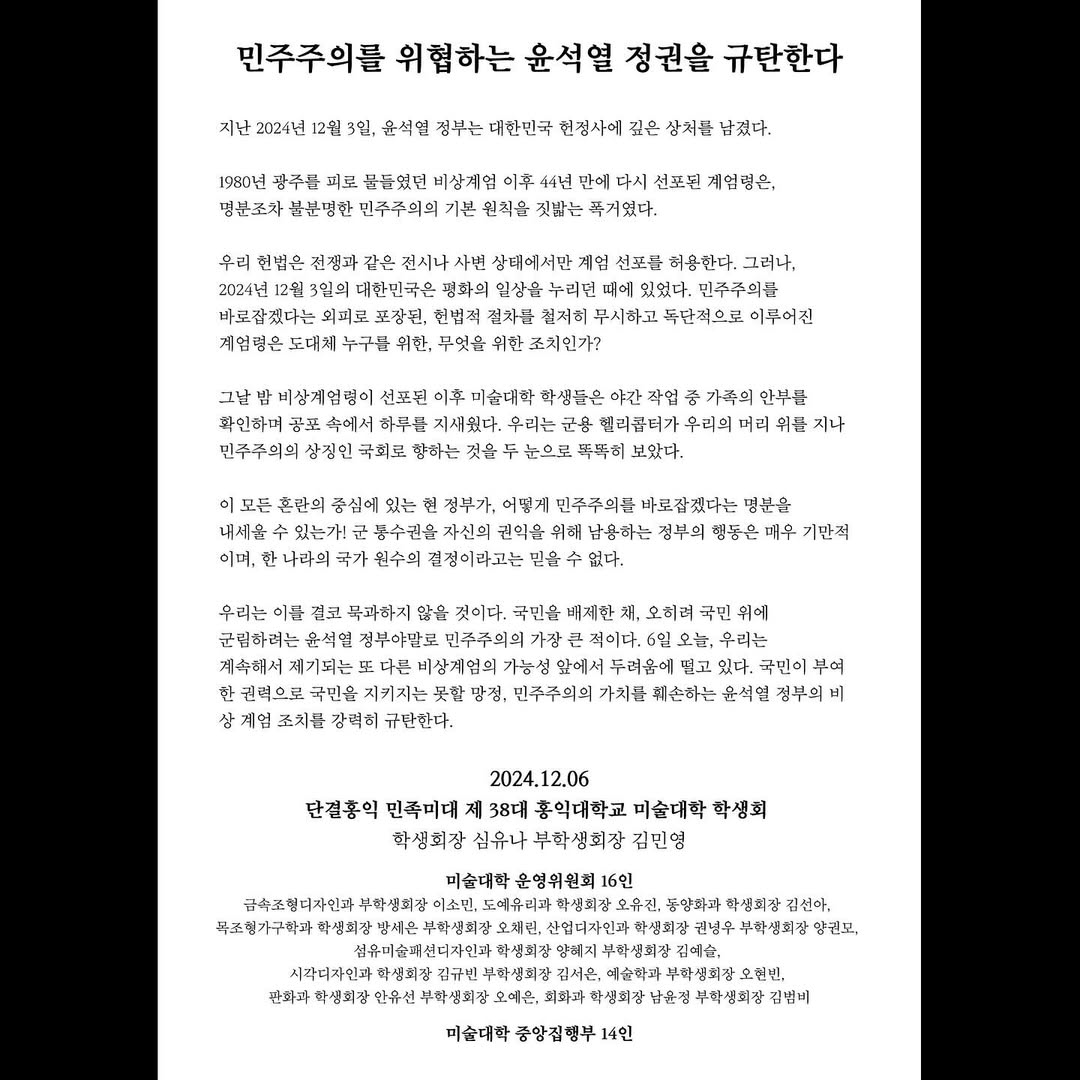 민주주의를 위협하는 윤석열 정권을 규탄한다
지난 2024년 12월 3일, 윤석열 정부는 대한민국 헌정사에 깊은 상처를 남겼다.
1980년 광주를 피로 물들였던 비상계엄 이후 44년 만에 다시 선포된 계엄령은,
명분조차 불분명한 민주주의의 기본 원칙을 짓밟는 폭거였다.
우리 헌법은 전쟁과 같은 전시나 사변 상태에서만 계엄 선포를 허용한다. 그러나,
2024년 12월 3일의 대한민국은 평화의 일상을 누리던 때에 있었다. 민주주의를
바로잡겠다는 외피로 포장된, 헌법적 절차를 철저히 무시하고 독단적으로 이루어진
계엄령은 도대체 누구를 위한, 무엇을 위한 조치인가?
그날 밤 비상계엄령이 선포된 이후 미술대학 학생들은 야간 작업 중 가족의 안부를
확인하며 공포 속에서 하루를 지새웠다. 우리는 군용 헬리콥터가 우리의 머리 위를 지나
민주주의의 상징인 국회로 향하는 것을 두 눈으로 똑똑히 보았다.
이 모든 혼란의 중심에 있는 현 정부가, 어떻게 민주주의를 바로잡겠다는 명분을
내세울 수 있는가! 군 통수권을 자신의 권익을 위해 남용하는 정부의 행동은 매우 기만적
이며, 한 나라의 국가 원수의 결정이라고는 믿을 수 없다.
우리는 이를 결코 묵과하지 않을 것이다. 국민을 배제한 채, 오히려 국민 위에
군림하려는 윤석열 정부야말로 민주주의의 가장 큰 적이다. 6일 오늘, 우리는
계속해서 제기되는 또 다른 비상계엄의 가능성 앞에서 두려움에 떨고 있다. 국민이 부여
한 권력으로 국민을 지키지는 못할 망정, 민주주의의 가치를 훼손하는 윤석열 정부의 비
상 계엄 조치를 강력히 규탄한다.
2024.12.06
단결홍익 민족미대 제 38대 홍익대학교 미술대학 학생회
학생회장 심유나 부학생회장 김민영
미술대학 운영위원회 16인
금속조형디자인과 부학생회장 이소민, 도예유리과 학생회장 오유진, 동양화과 학생회장 김선아,
목조형가구학과 학생회장 방세은 부학생회장 오채린, 산업디자인과 학생회장 권녕우 부학생회장 양권모,
섬유미술패션디자인과 학생회장 양혜지 부학생회장 김예슬,
시각디자인과 학생회장 김규빈 부학생회장 김서은, 예술학과 부학생회장 오현빈,
판화과 학생회장 안유선 부학생회장 오예은, 회화과 학생회장 남윤정 부학생회장 김범비
미술대학 중앙집행부 14인